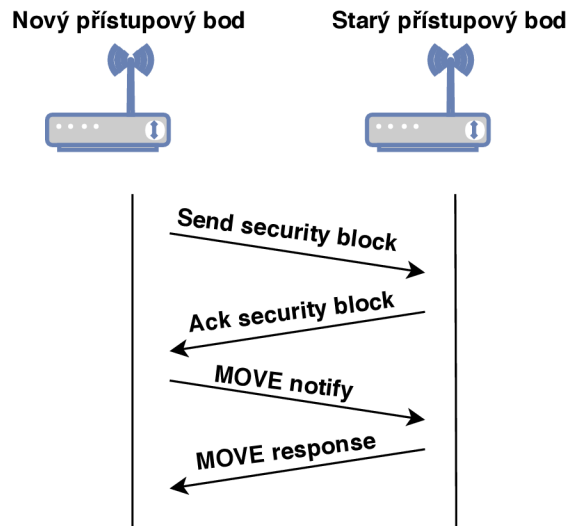 Nový přístupový bod
Starý přístupový bod
Send security block
Ack security block
MOVE notify
MOVE response